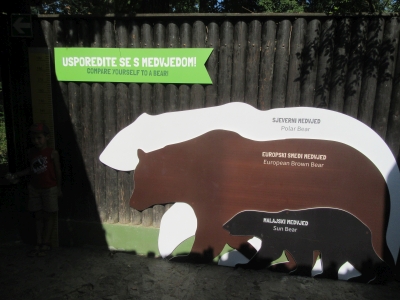 USPOREDITE SE S MEDVJEDOM!
COMPARE YOURSELF TO A BEAR!
SJEVERNI MEDVJED
Polar Bear
EUROPSKI SMEĐI MEDVJED
European Brown Bear
MALAJSKI MEDVJED
Sun Bear